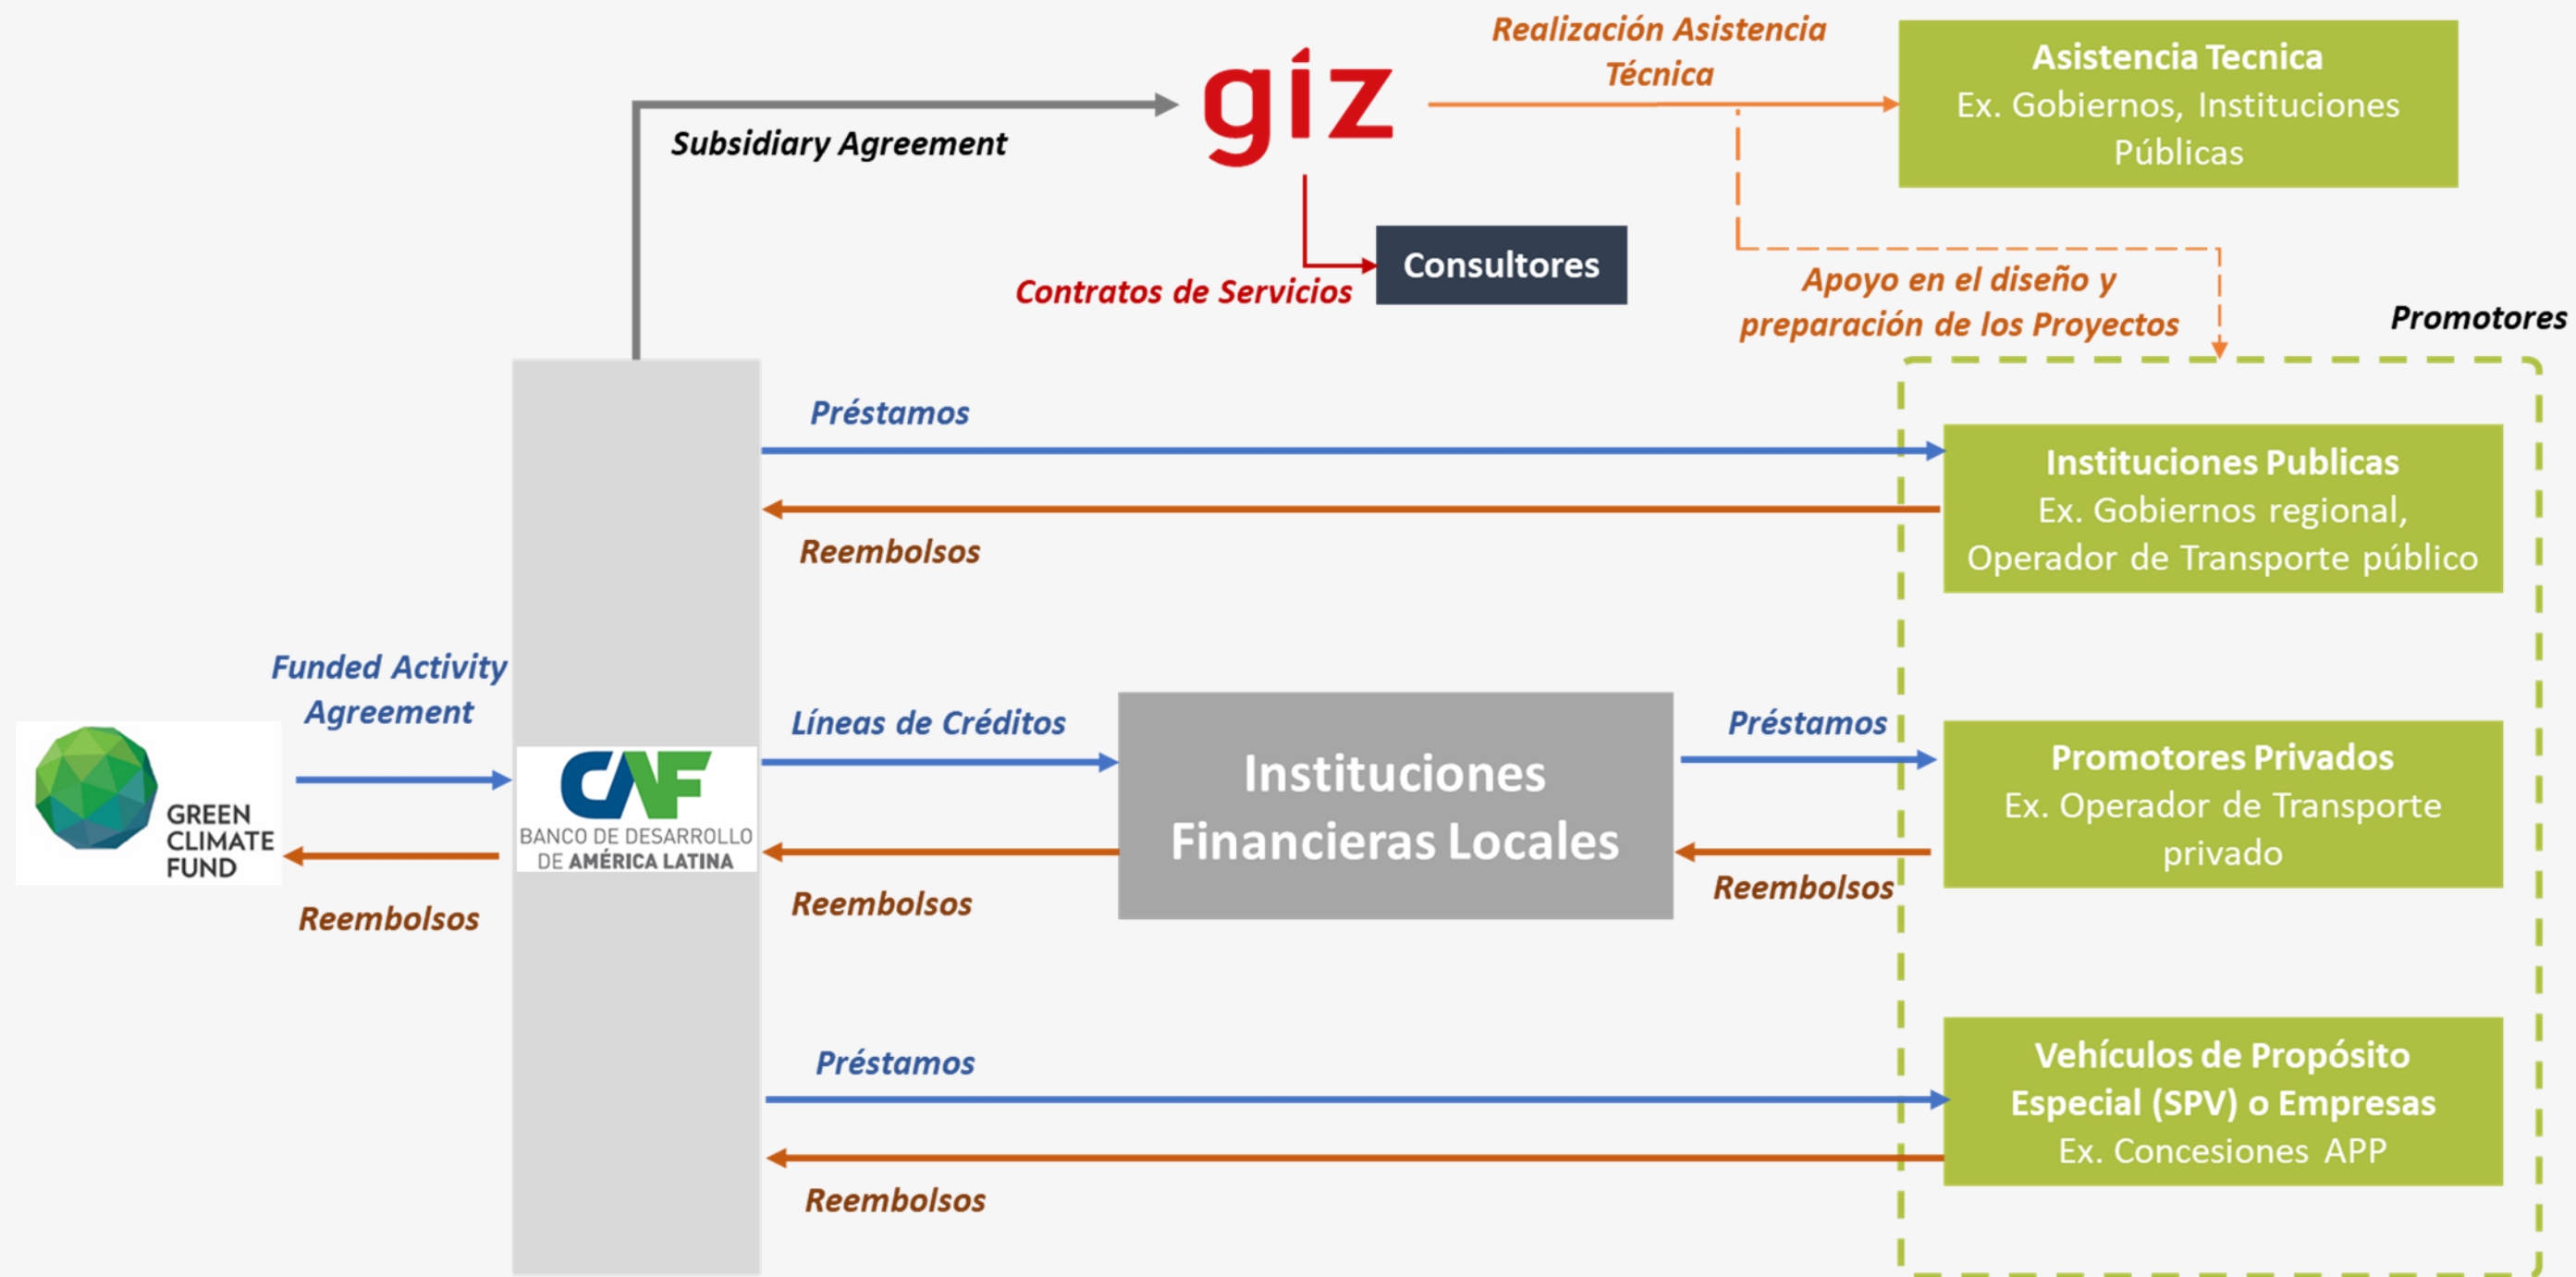 Realización Asistencia
Técnica
giz
Asistencia Tecnica
Ex. Gobiernos, Instituciones
Públicas
Subsidiary Agreement
Consultores
Contratos de Servicios
Apoyo en el diseño y
preparación de los Proyectos
Promotores
Préstamos
Reembolsos
Instituciones Publicas
Ex. Gobiernos regional,
Operador de Transporte público
Funded Activity
Agreement
GREEN
CLIMATE
FUND
Reembolsos
CAF
BANCO DE DESARROLLO
DE AMÉRICA LATINA
Líneas de Créditos
Reembolsos
Instituciones
Financieras Locales
Préstamos
Reembolsos
Promotores Privados
Ex. Operador de Transporte
privado
Préstamos
Reembolsos
Vehículos de Propósito
Especial (SPV) o Empresas
Ex. Concesiones APP